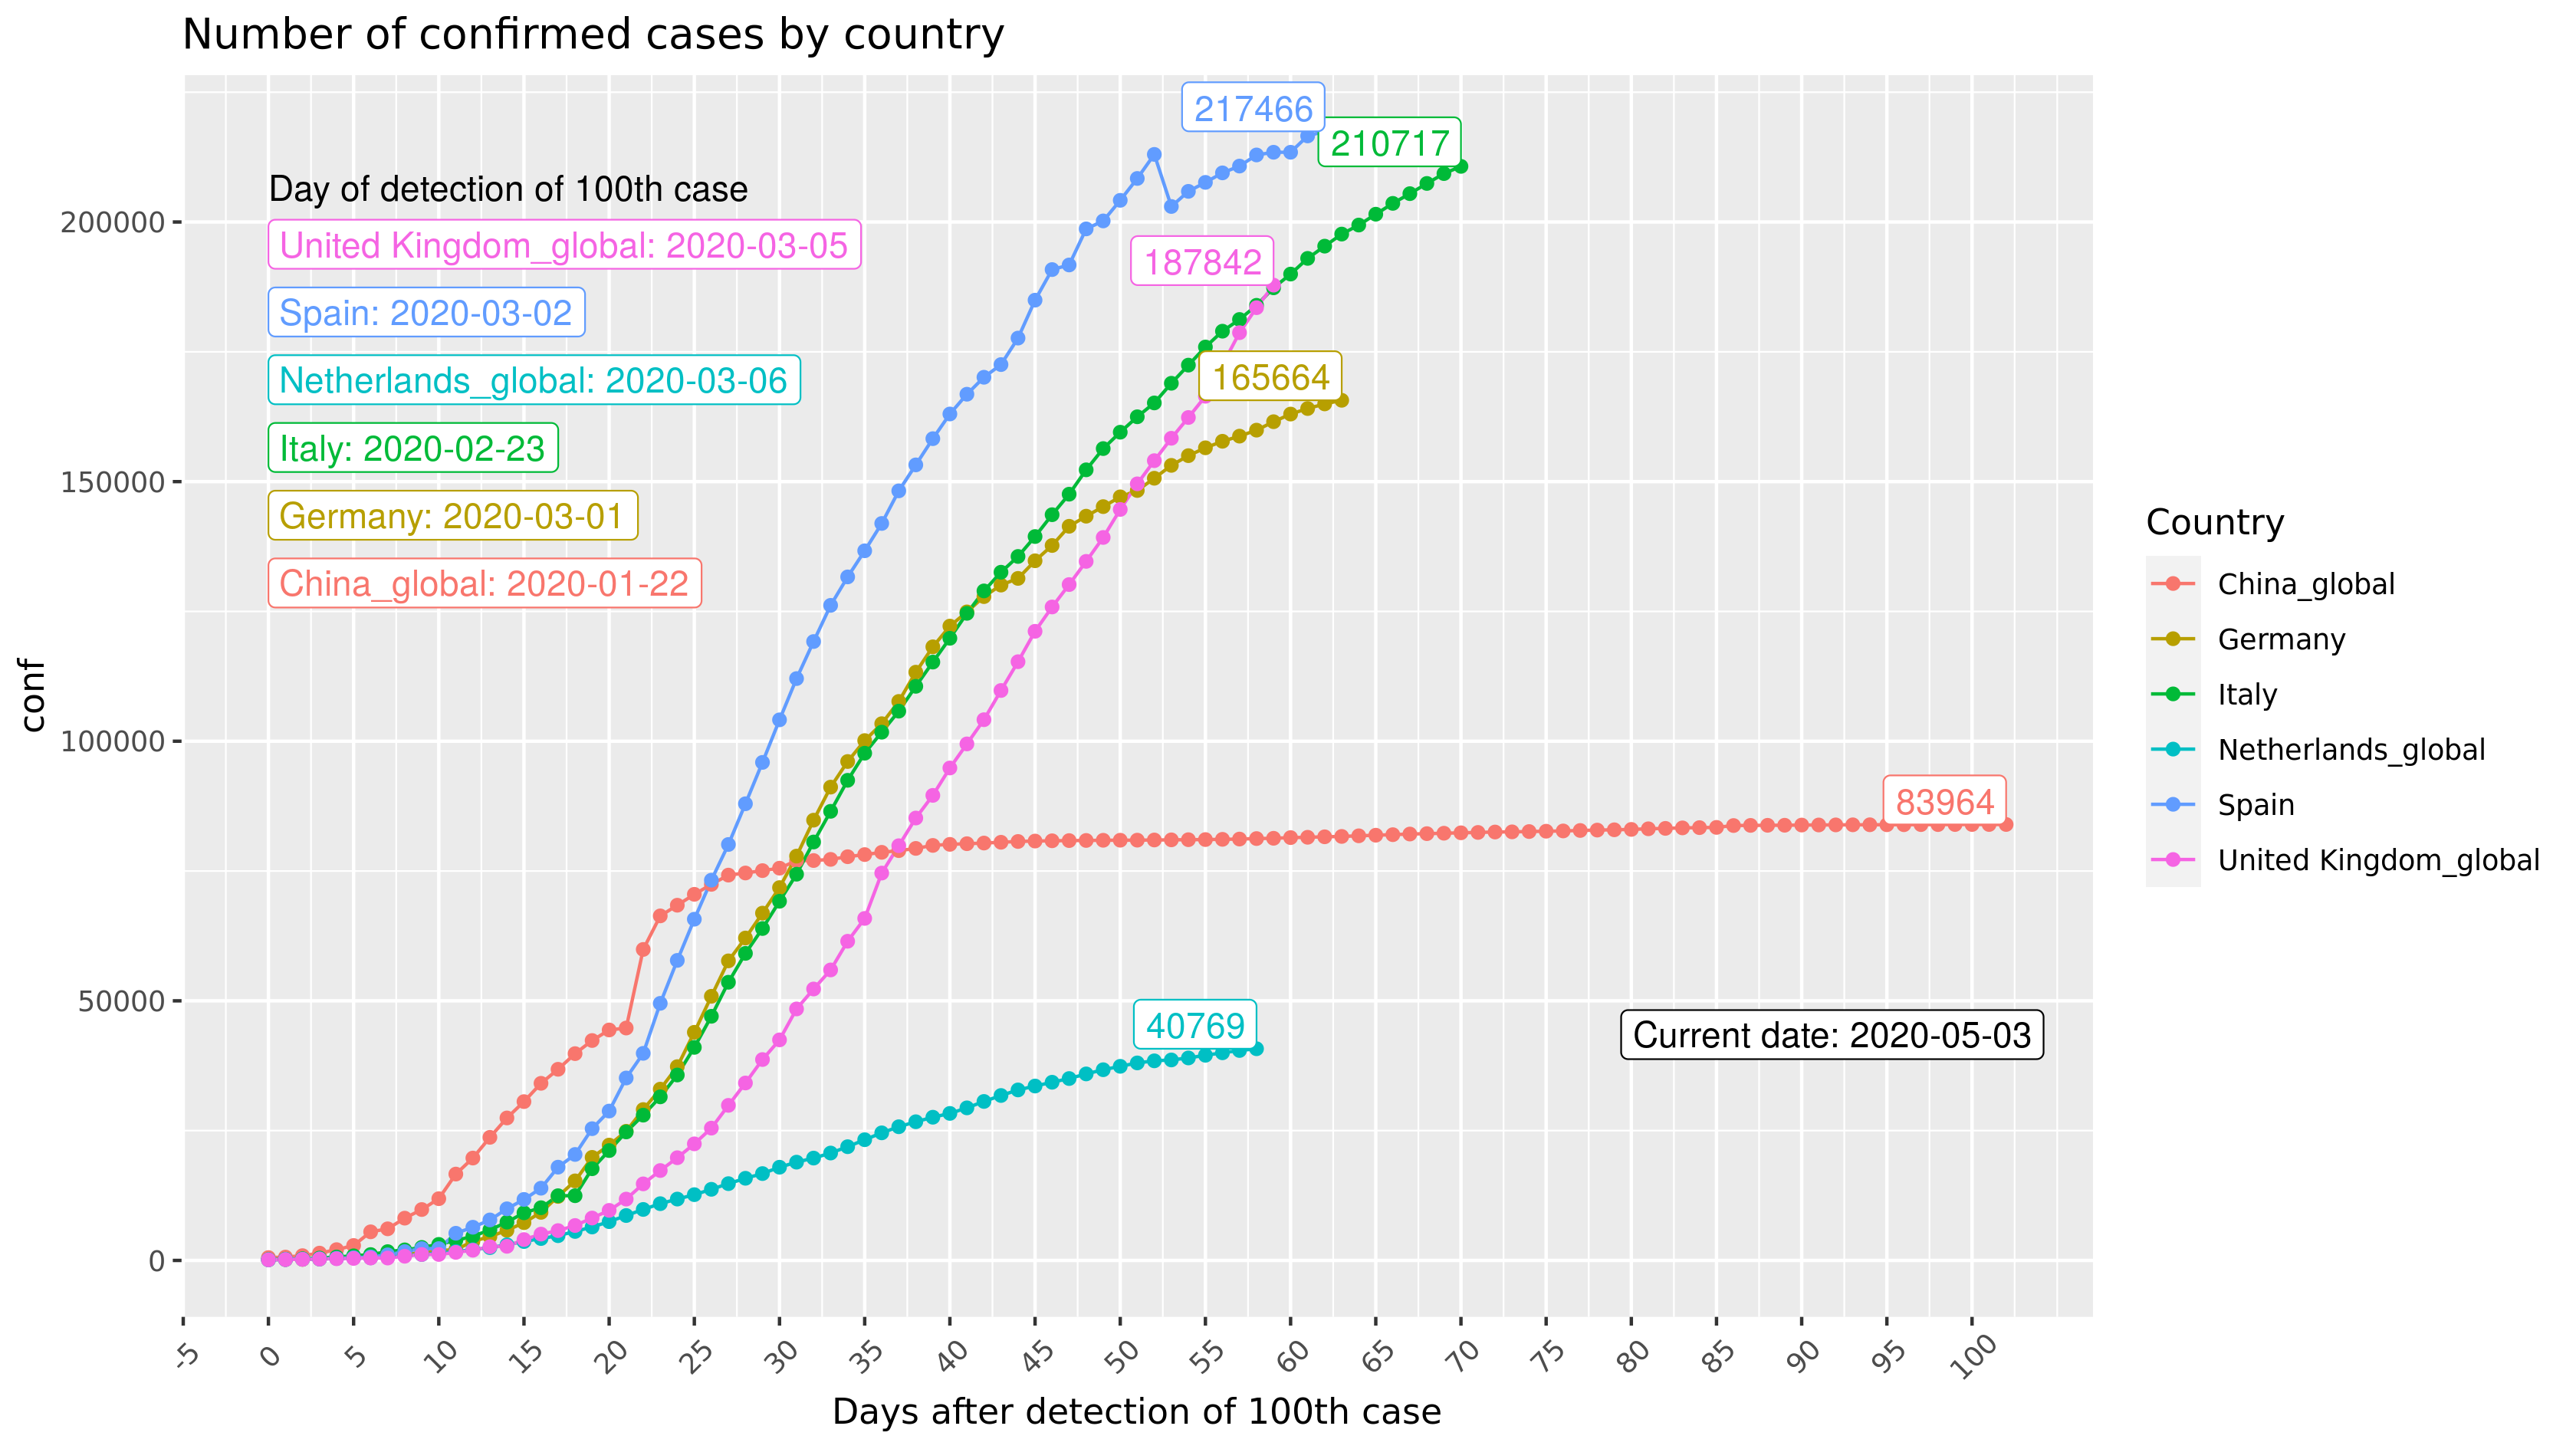 Number of confirmed cases by country
217466
210717
Day of detection of 100th case
United Kingdom_global: 2020-03-05
187842
Spain: 2020-03-02
Netherlands_global: 2020-03-06
165664
Italy: 2020-02-23
Germany: 2020-03-01
China_global: 2020-01-22
83964
40769
Current date: 2020-05-03
conf
200000
150000
100000
50000
0
-5 0 5 10 15 20 25 30 35 40 45 50 55 60 65 70 75 80 85 90 95 100
Days after detection of 100th case
Country
China_global
Germany
Italy
Netherlands_global
Spain
United Kingdom_global